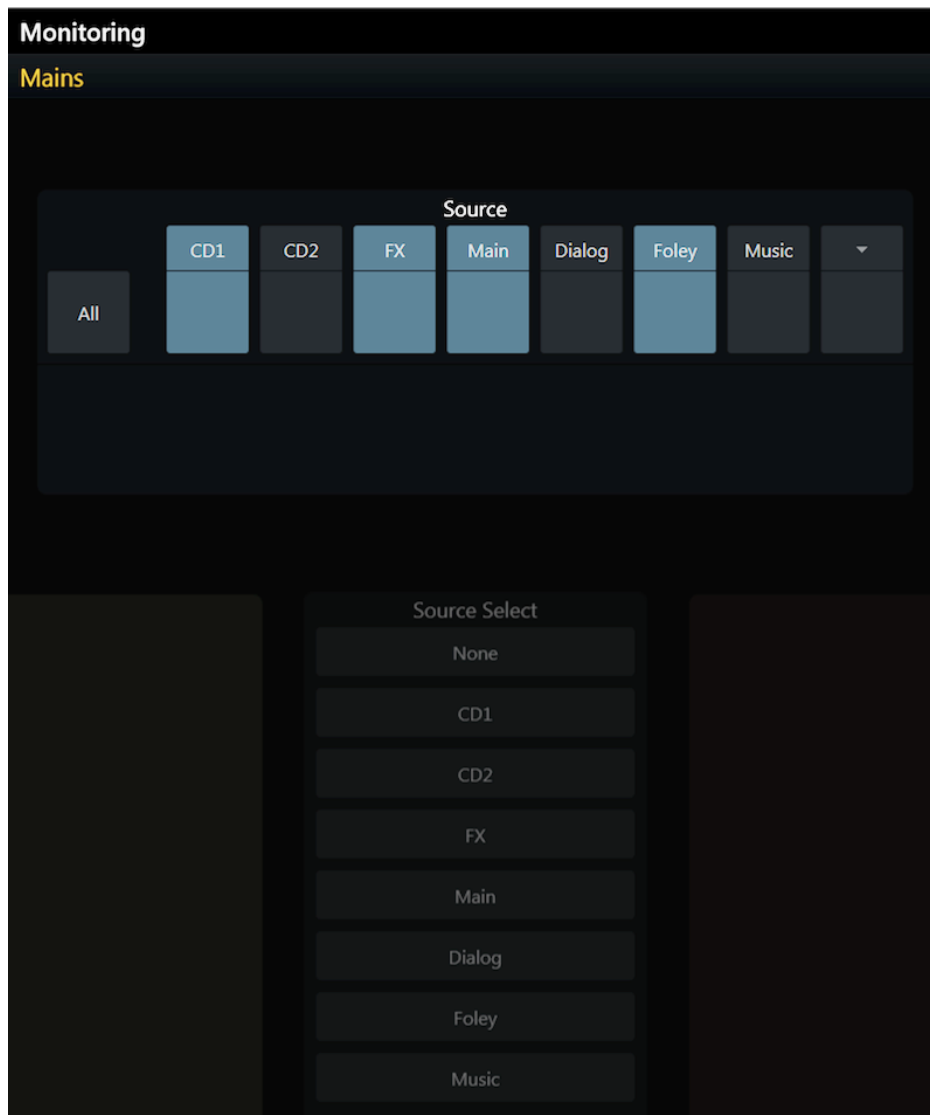 Monitoring
Mains
Source
CD1 CD2 FX Main Dialog Foley Music
All
Source Select
None
CD1
CD2
FX
Main
Dialog
Foley
Music